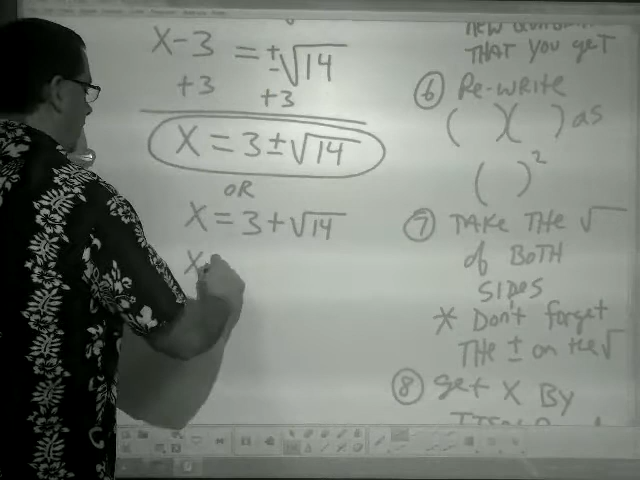 X-3 = ±√14
+3 +3
X = 3 ± √14
OR
X = 3 + √14
X
THAT YOU GET
⑥ Re-WRITE
( )( ) as
( )²
⑦ TAKE THE √
of BOTH
SIDES
* Don't forget
THE ± on the √
⑧ get X BY